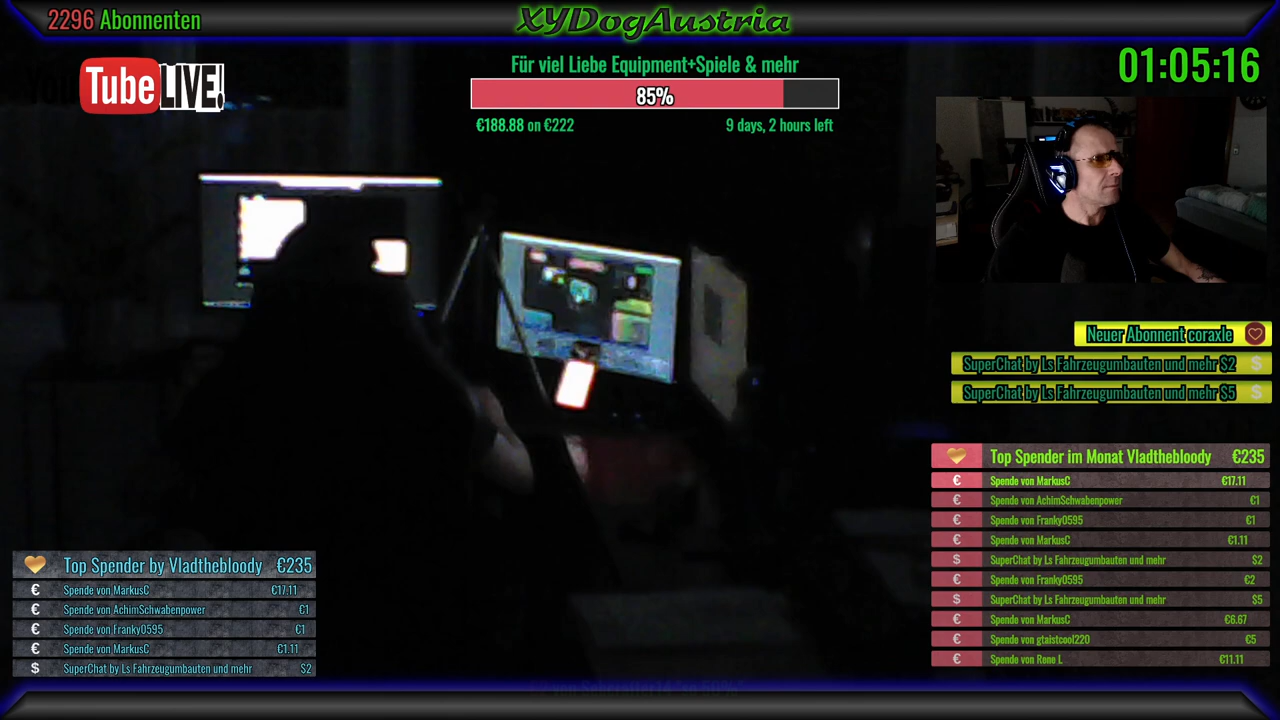 2296 Abonnenten
XYDogAustria
YouTube LIVE!
Für viel Liebe Equipment+Spiele & mehr
85%
€188.88 on €222
9 days, 2 hours left
01:05:16
Neuer Abonnent coraxle
SuperChat by Ls Fahrzeugumbauten und mehr $2 $
SuperChat by Ls Fahrzeugumbauten und mehr $5 $
Top Spender im Monat Vladthebloody €235
€ Spende von MarkusC €17.11
€ Spende von AchimSchwabenpower €1
€ Spende von Franky0595 €1
€ Spende von MarkusC €1.11
$ SuperChat by Ls Fahrzeugumbauten und mehr $2
€ Spende von Franky0595 €2
$ SuperChat by Ls Fahrzeugumbauten und mehr $5
€ Spende von MarkusC €6.67
€ Spende von gtaistcool220 €5
€ Spende von Rene L €11.11
Top Spender by Vladthebloody €235
€ Spende von MarkusC €17.11
€ Spende von AchimSchwabenpower €1
€ Spende von Franky0595 €1
€ Spende von MarkusC €1.11
$ SuperChat by Ls Fahrzeugumbauten und mehr $2